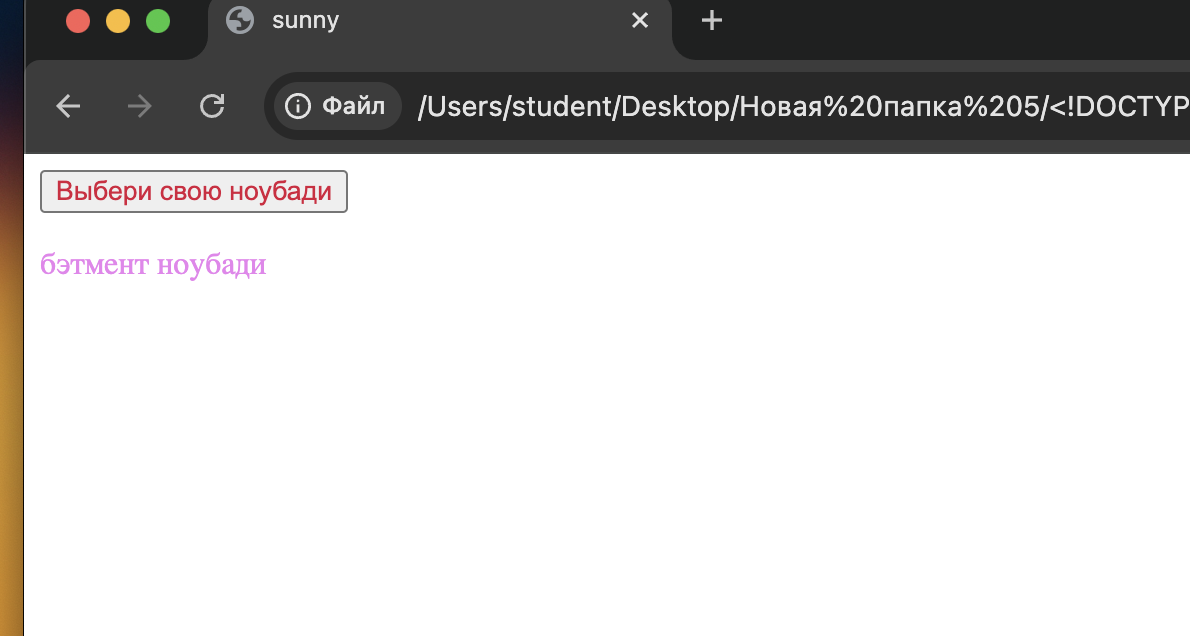 sunny
Файл /Users/student/Desktop/Новая%20папка%205/<!DOCTYP
Выбери свою ноубади
бэтмент ноубади